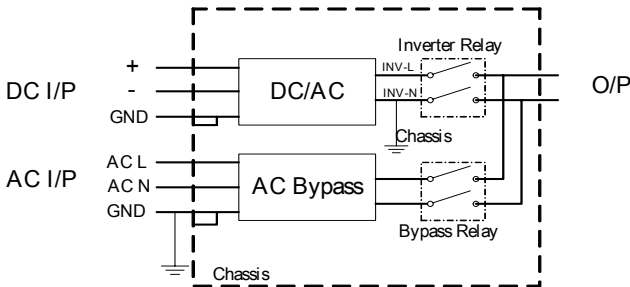 Inverter Relay
+
INV-L
DC I/P
-
DC/AC
INV-N
O/P
GND
Chassis
AC L
AC I/P
AC N
AC Bypass
GND
Bypass Relay
Chassis